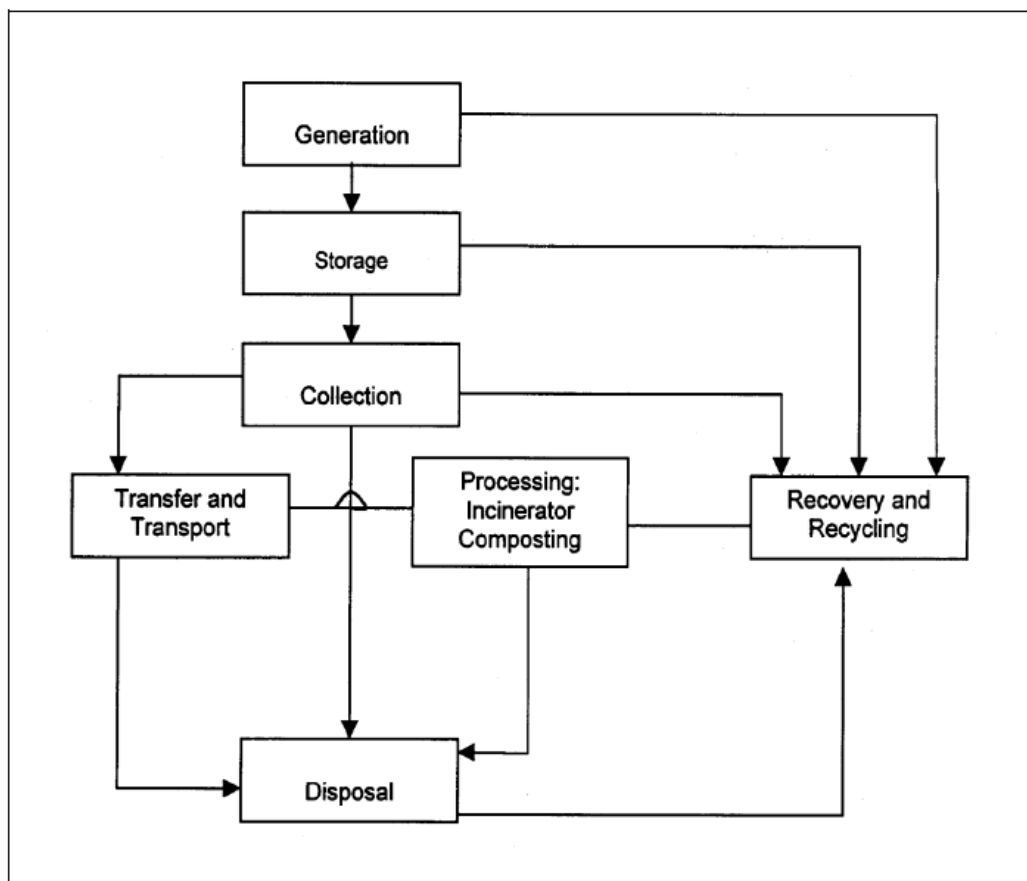 Generation
Storage
Collection
Transfer and
Transport
Processing:
Incinerator
Composting
Recovery and
Recycling
Disposal